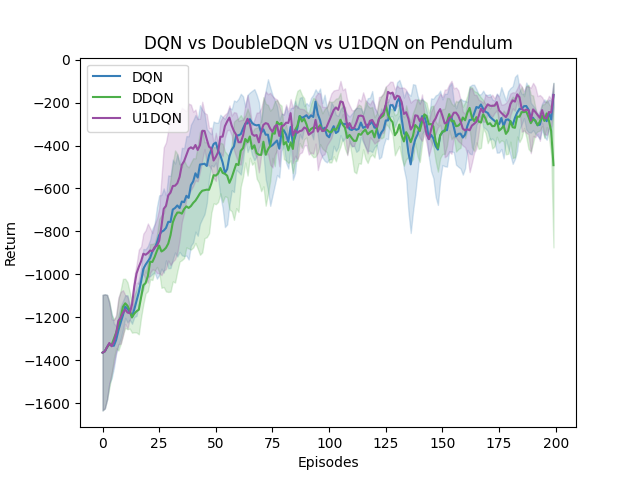 DQN vs DoubleDQN vs U1DQN on Pendulum
0
−200
−400
−600
−800
−1000
−1200
−1400
−1600
Return
DQN
DDQN
U1DQN
0 25 50 75 100 125 150 175 200
Episodes